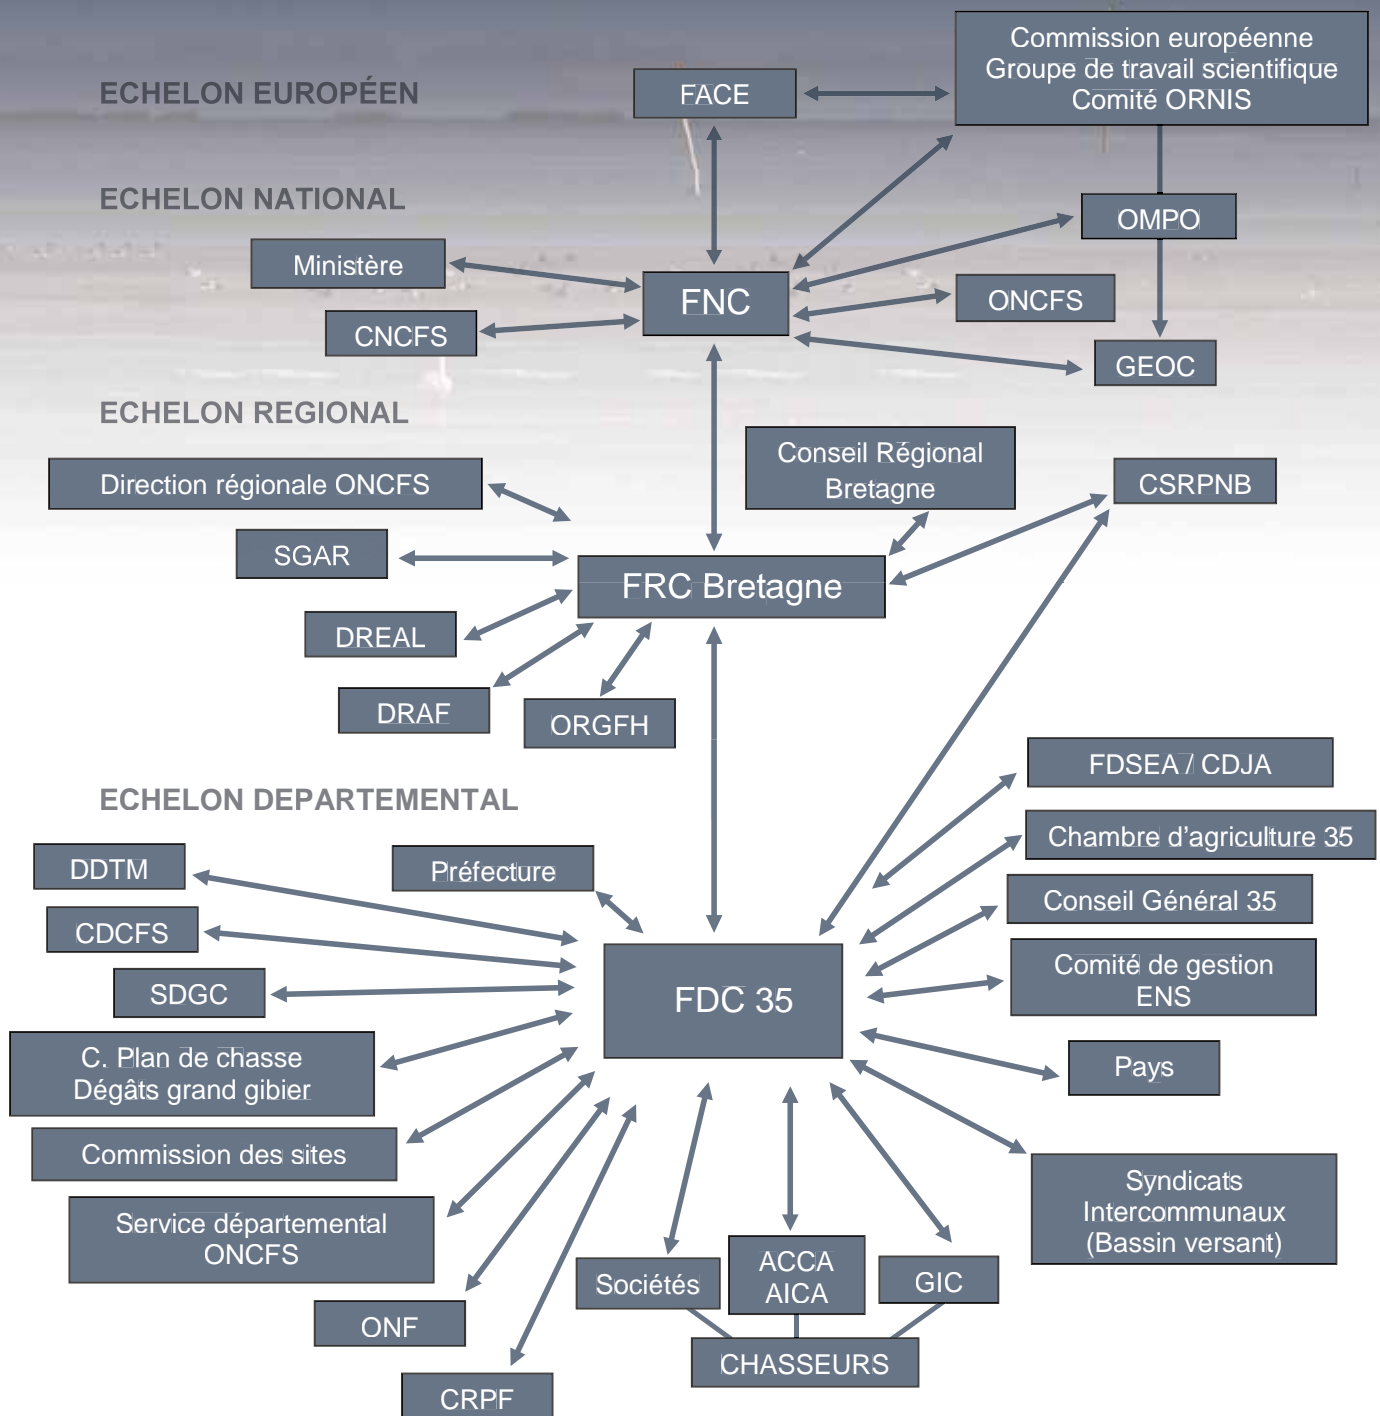 Commission européenne
Groupe de travail scientifique
Comité ORNIS
ECHELON EUROPÉEN
FACE
ECHELON NATIONAL
OMPO
Ministère
FNC
ONCFS
CNCFS
GEOC
ECHELON REGIONAL
Conseil Régional
Bretagne
Direction régionale ONCFS
CSRPNB
SGAR
FRC Bretagne
DREAL
DRAF
ORGFH
FDSEA / CDJA
ECHELON DEPARTEMENTAL
Chambre d'agriculture 35
DDTM
Préfecture
Conseil Général 35
CDCFS
Comité de gestion
ENS
SDGC
FDC 35
C. Plan de chasse
Dégâts grand gibier
Pays
Commission des sites
Syndicats
Intercommunaux
(Bassin versant)
Service départemental
ONCFS
Sociétés
ACCA
AICA
GIC
ONF
CHASSEURS
CRPF